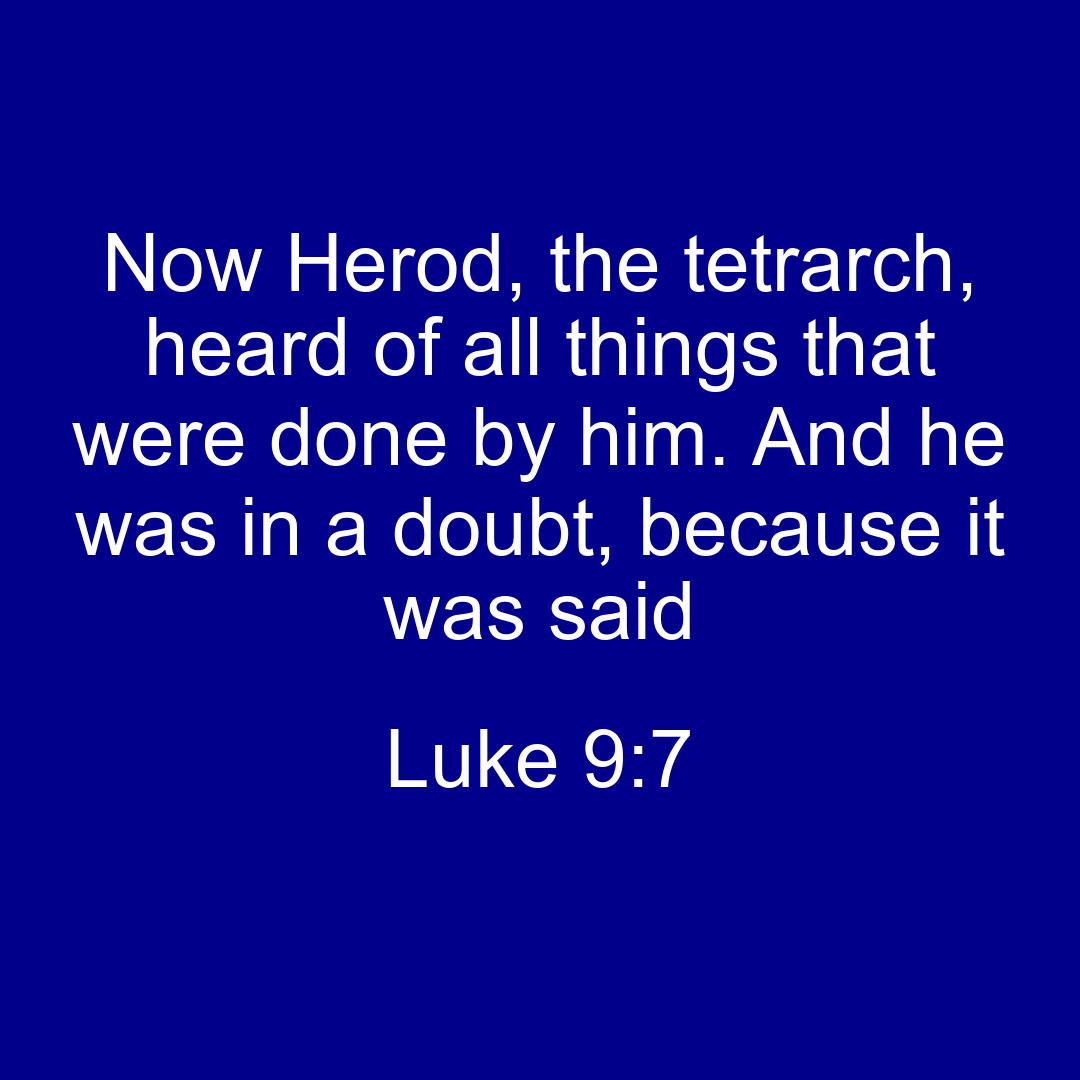 Now Herod, the tetrarch,
heard of all things that
were done by him. And he
was in a doubt, because it
was said
Luke 9:7